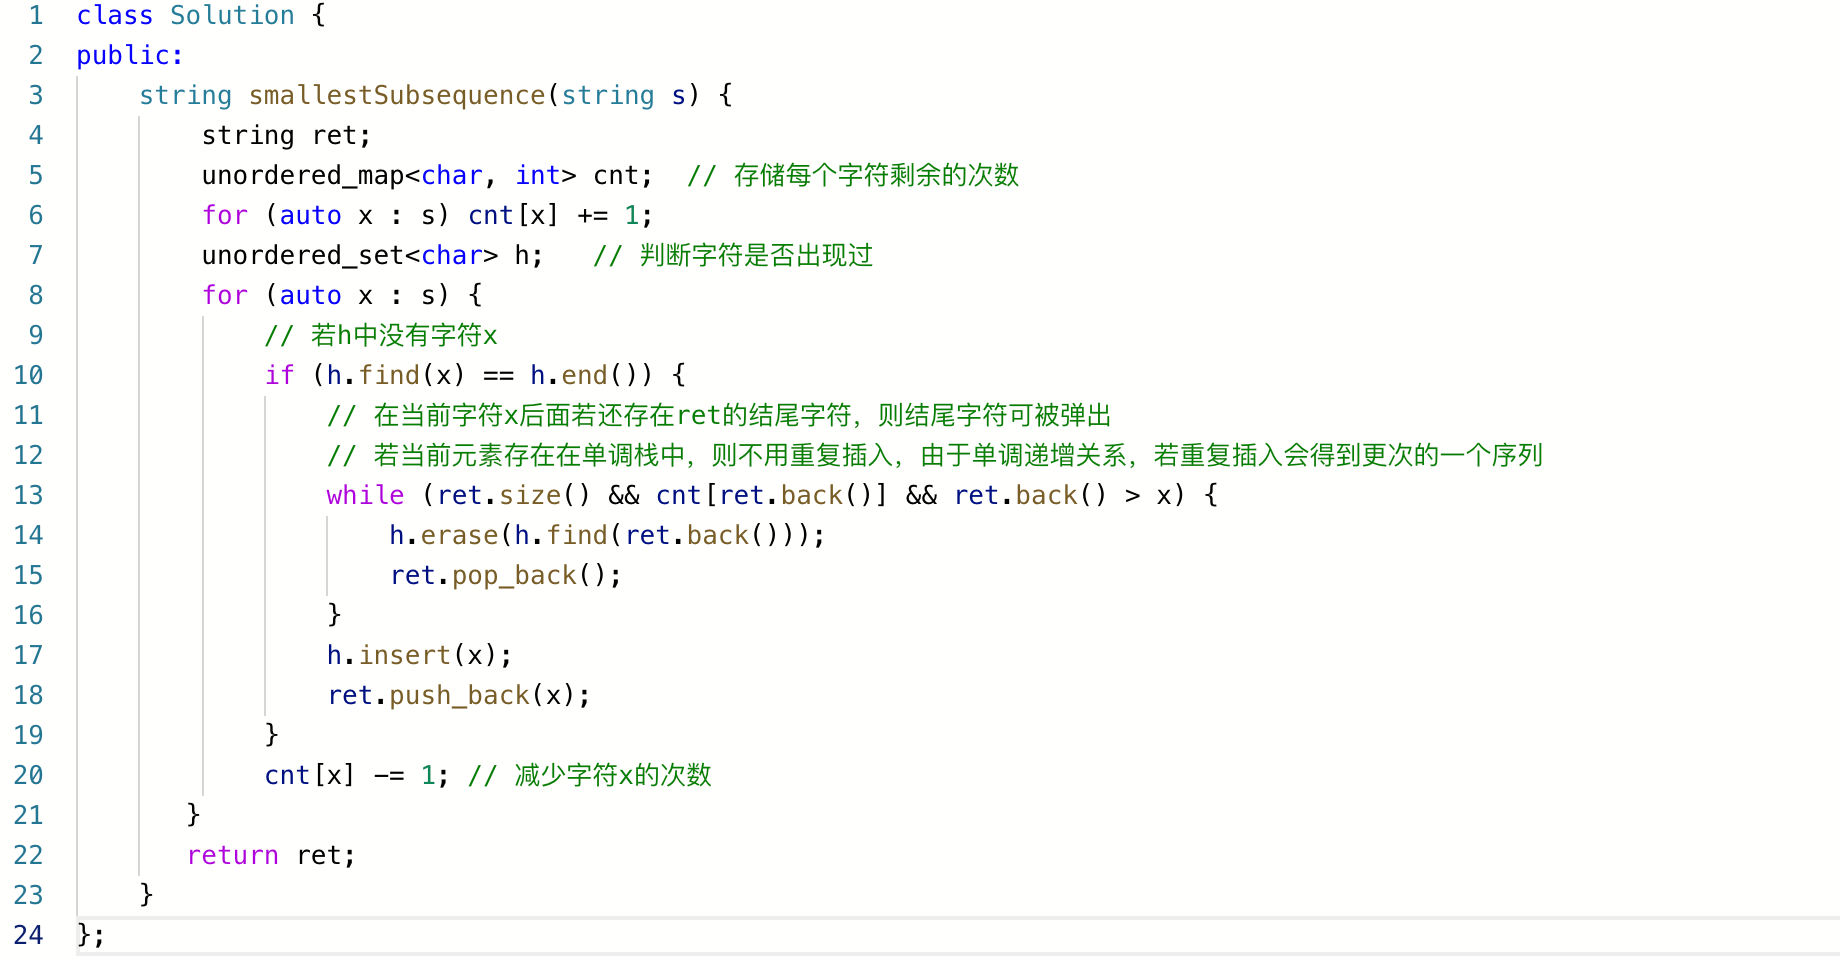 1 class Solution {
2 public:
3     string smallestSubsequence(string s) {
4         string ret;
5         unordered_map<char, int> cnt;  // 存储每个字符剩余的次数
6         for (auto x : s) cnt[x] += 1;
7         unordered_set<char> h;   // 判断字符是否出现过
8         for (auto x : s) {
9             // 若h中没有字符x
10             if (h.find(x) == h.end()) {
11                 // 在当前字符x后面若还存在ret的结尾字符，则结尾字符可被弹出
12                 // 若当前元素存在在单调栈中，则不用重复插入，由于单调递增关系，若重复插入会得到更次的一个序列
13                 while (ret.size() && cnt[ret.back()] && ret.back() > x) {
14                     h.erase(h.find(ret.back()));
15                     ret.pop_back();
16                 }
17                 h.insert(x);
18                 ret.push_back(x);
19             }
20             cnt[x] -= 1; // 减少字符x的次数
21        }
22        return ret;
23     }
24 };